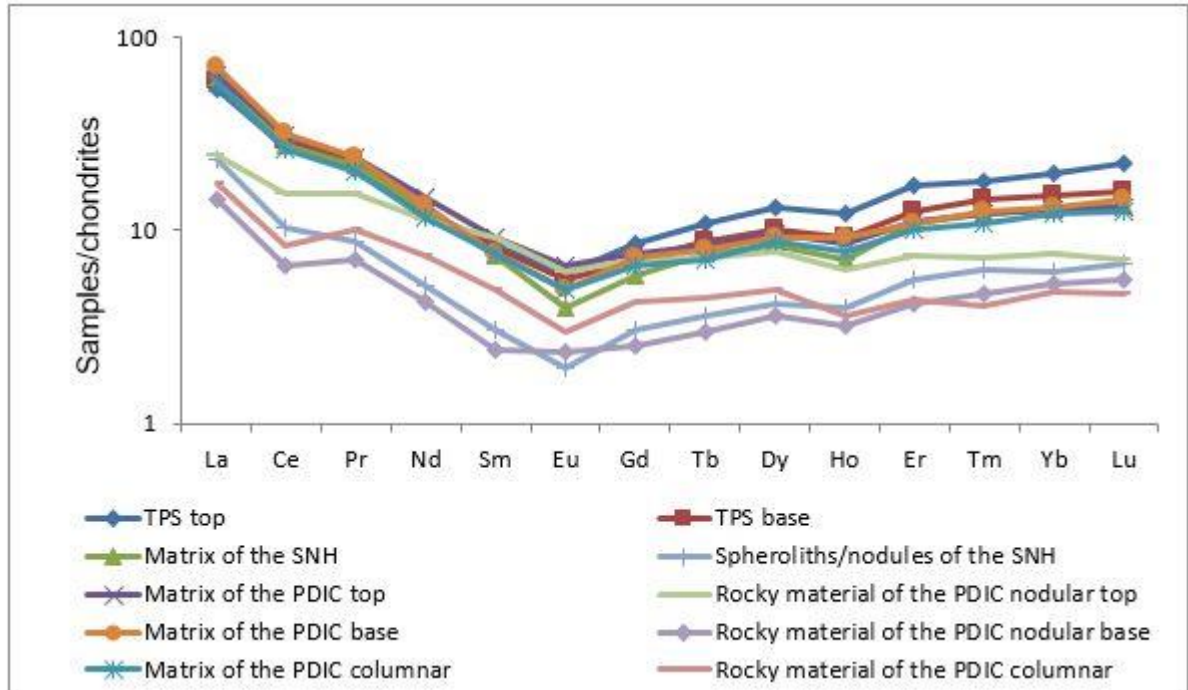 100
10
1
Samples/chondrites
La Ce Pr Nd Sm Eu Gd Tb Dy Ho Er Tm Yb Lu
TPS top
TPS base
Matrix of the SNH
Spheroliths/nodules of the SNH
Matrix of the PDIC top
Rocky material of the PDIC nodular top
Matrix of the PDIC base
Rocky material of the PDIC nodular base
Matrix of the PDIC columnar
Rocky material of the PDIC columnar